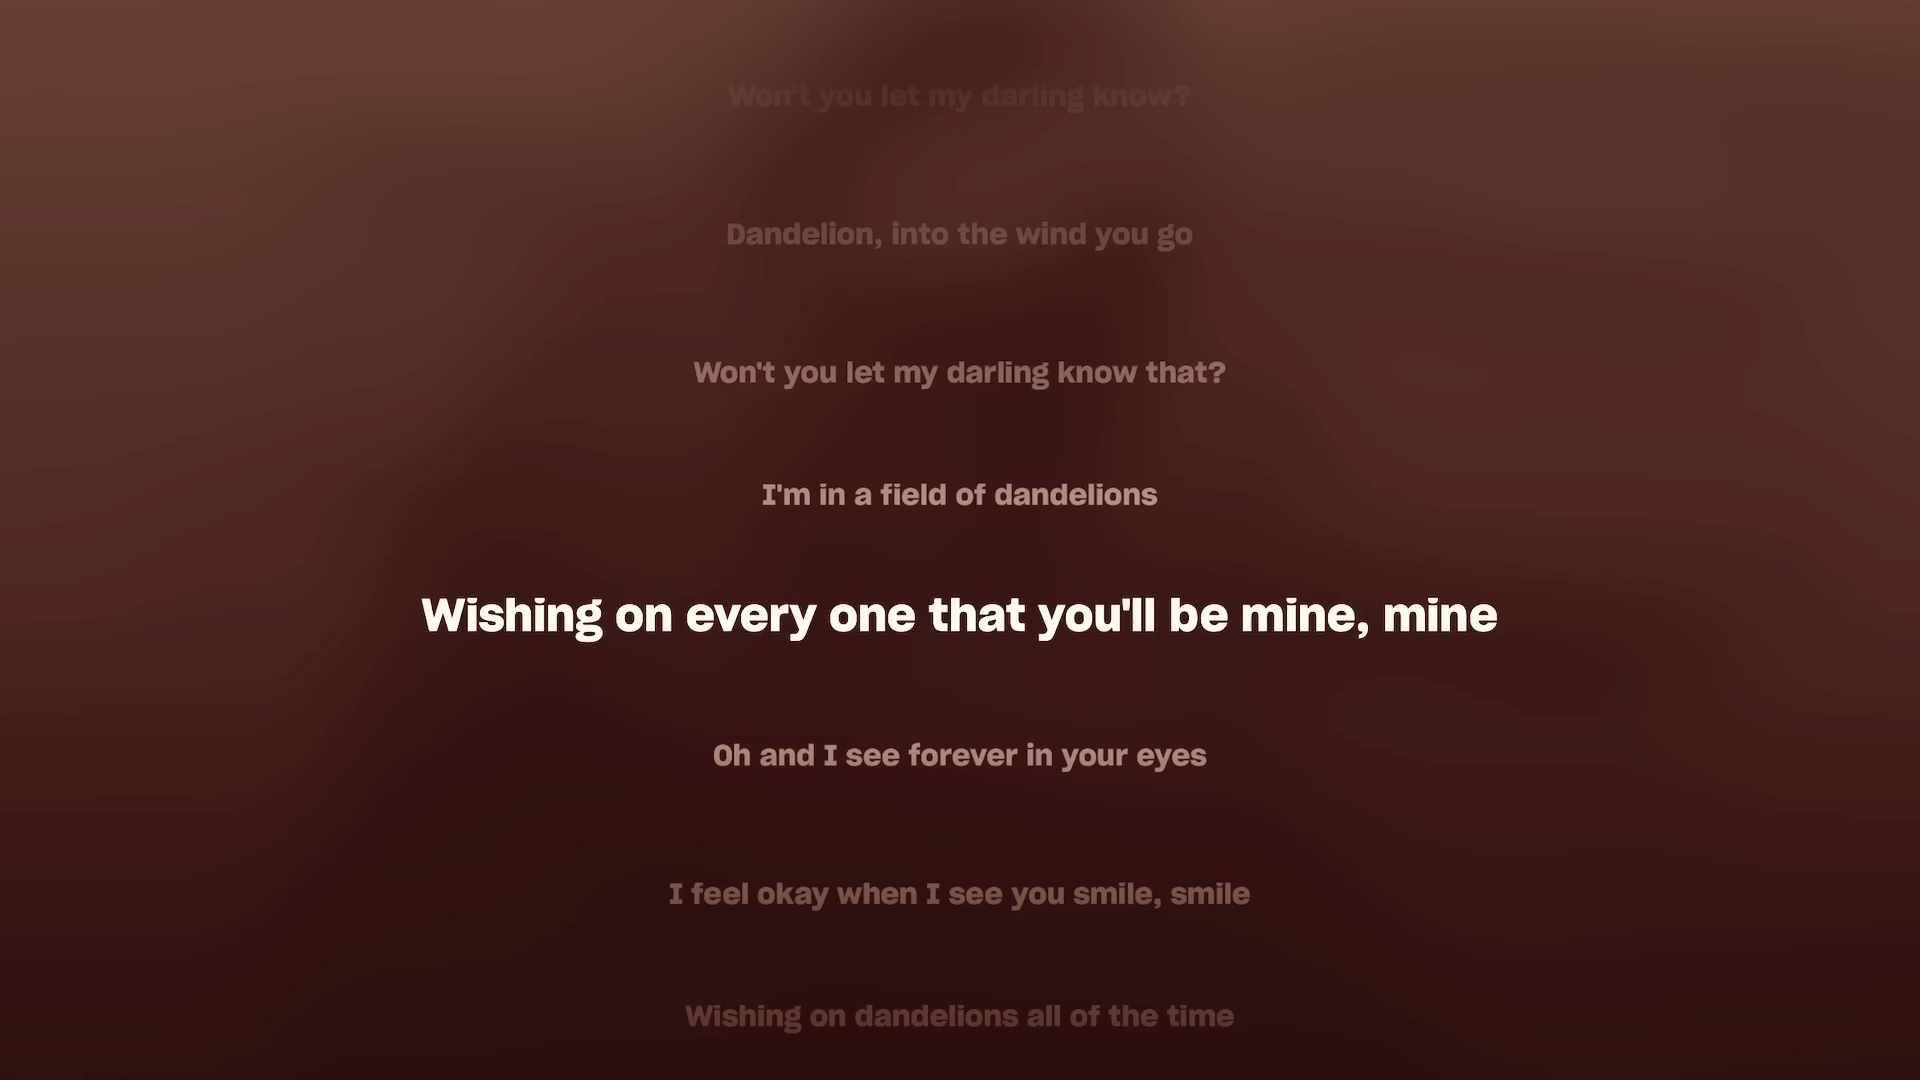 Won't you let my darling know?
Dandelion, into the wind you go
Won't you let my darling know that?
I'm in a field of dandelions
Wishing on every one that you'll be mine, mine
Oh and I see forever in your eyes
I feel okay when I see you smile, smile
Wishing on dandelions all of the time